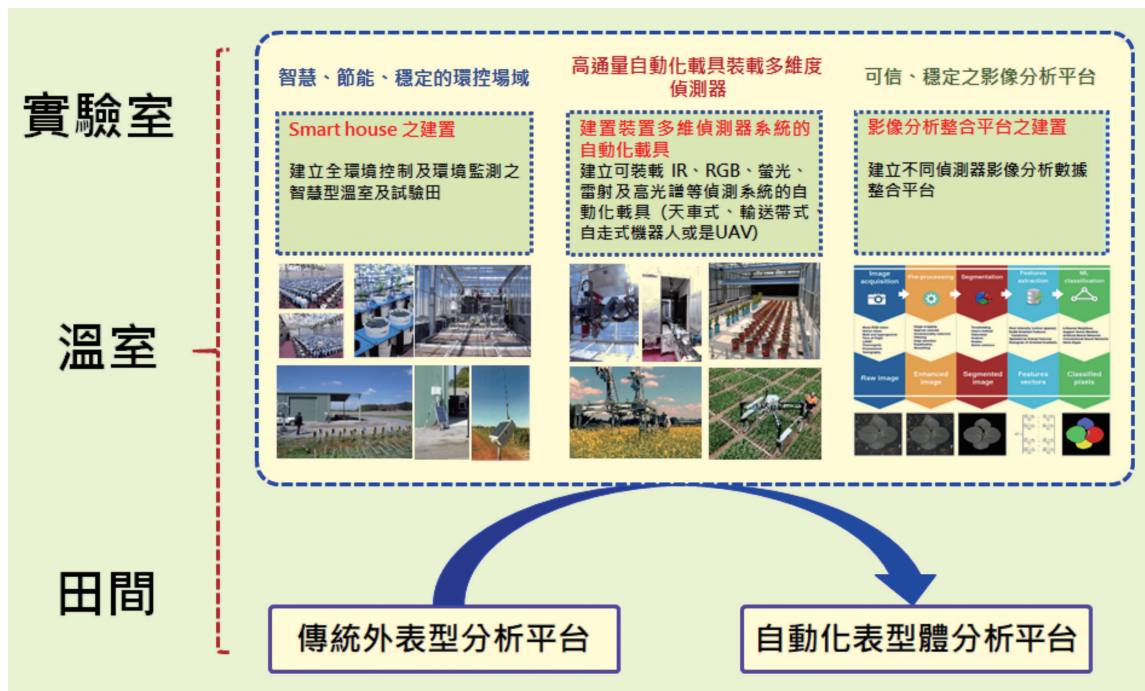 實驗室
溫室
田間
智慧、節能、穩定的環控場域
Smart house 之建置
建立全環境控制及環境監測之
智慧型溫室及試驗田
高通量自動化載具裝載多維度
偵測器
建置裝置多維偵測器系統的
自動化載具
建立可裝載 IR、RGB、螢光、
雷射及高光譜等偵測系統的自
動化載具 (天車式、輸送帶式、
自走式機器人或是UAV)
可信、穩定之影像分析平台
影像分析整合平台之建置
建立不同偵測器影像分析數據
整合平台
Image
acquisition
Pre-processing
Segmentation
Features
extraction
ML
classification
Raw image
Enhanced
image
Segmented
image
Features
vectors
Classified
pixels
傳統外表型分析平台
自動化表型體分析平台